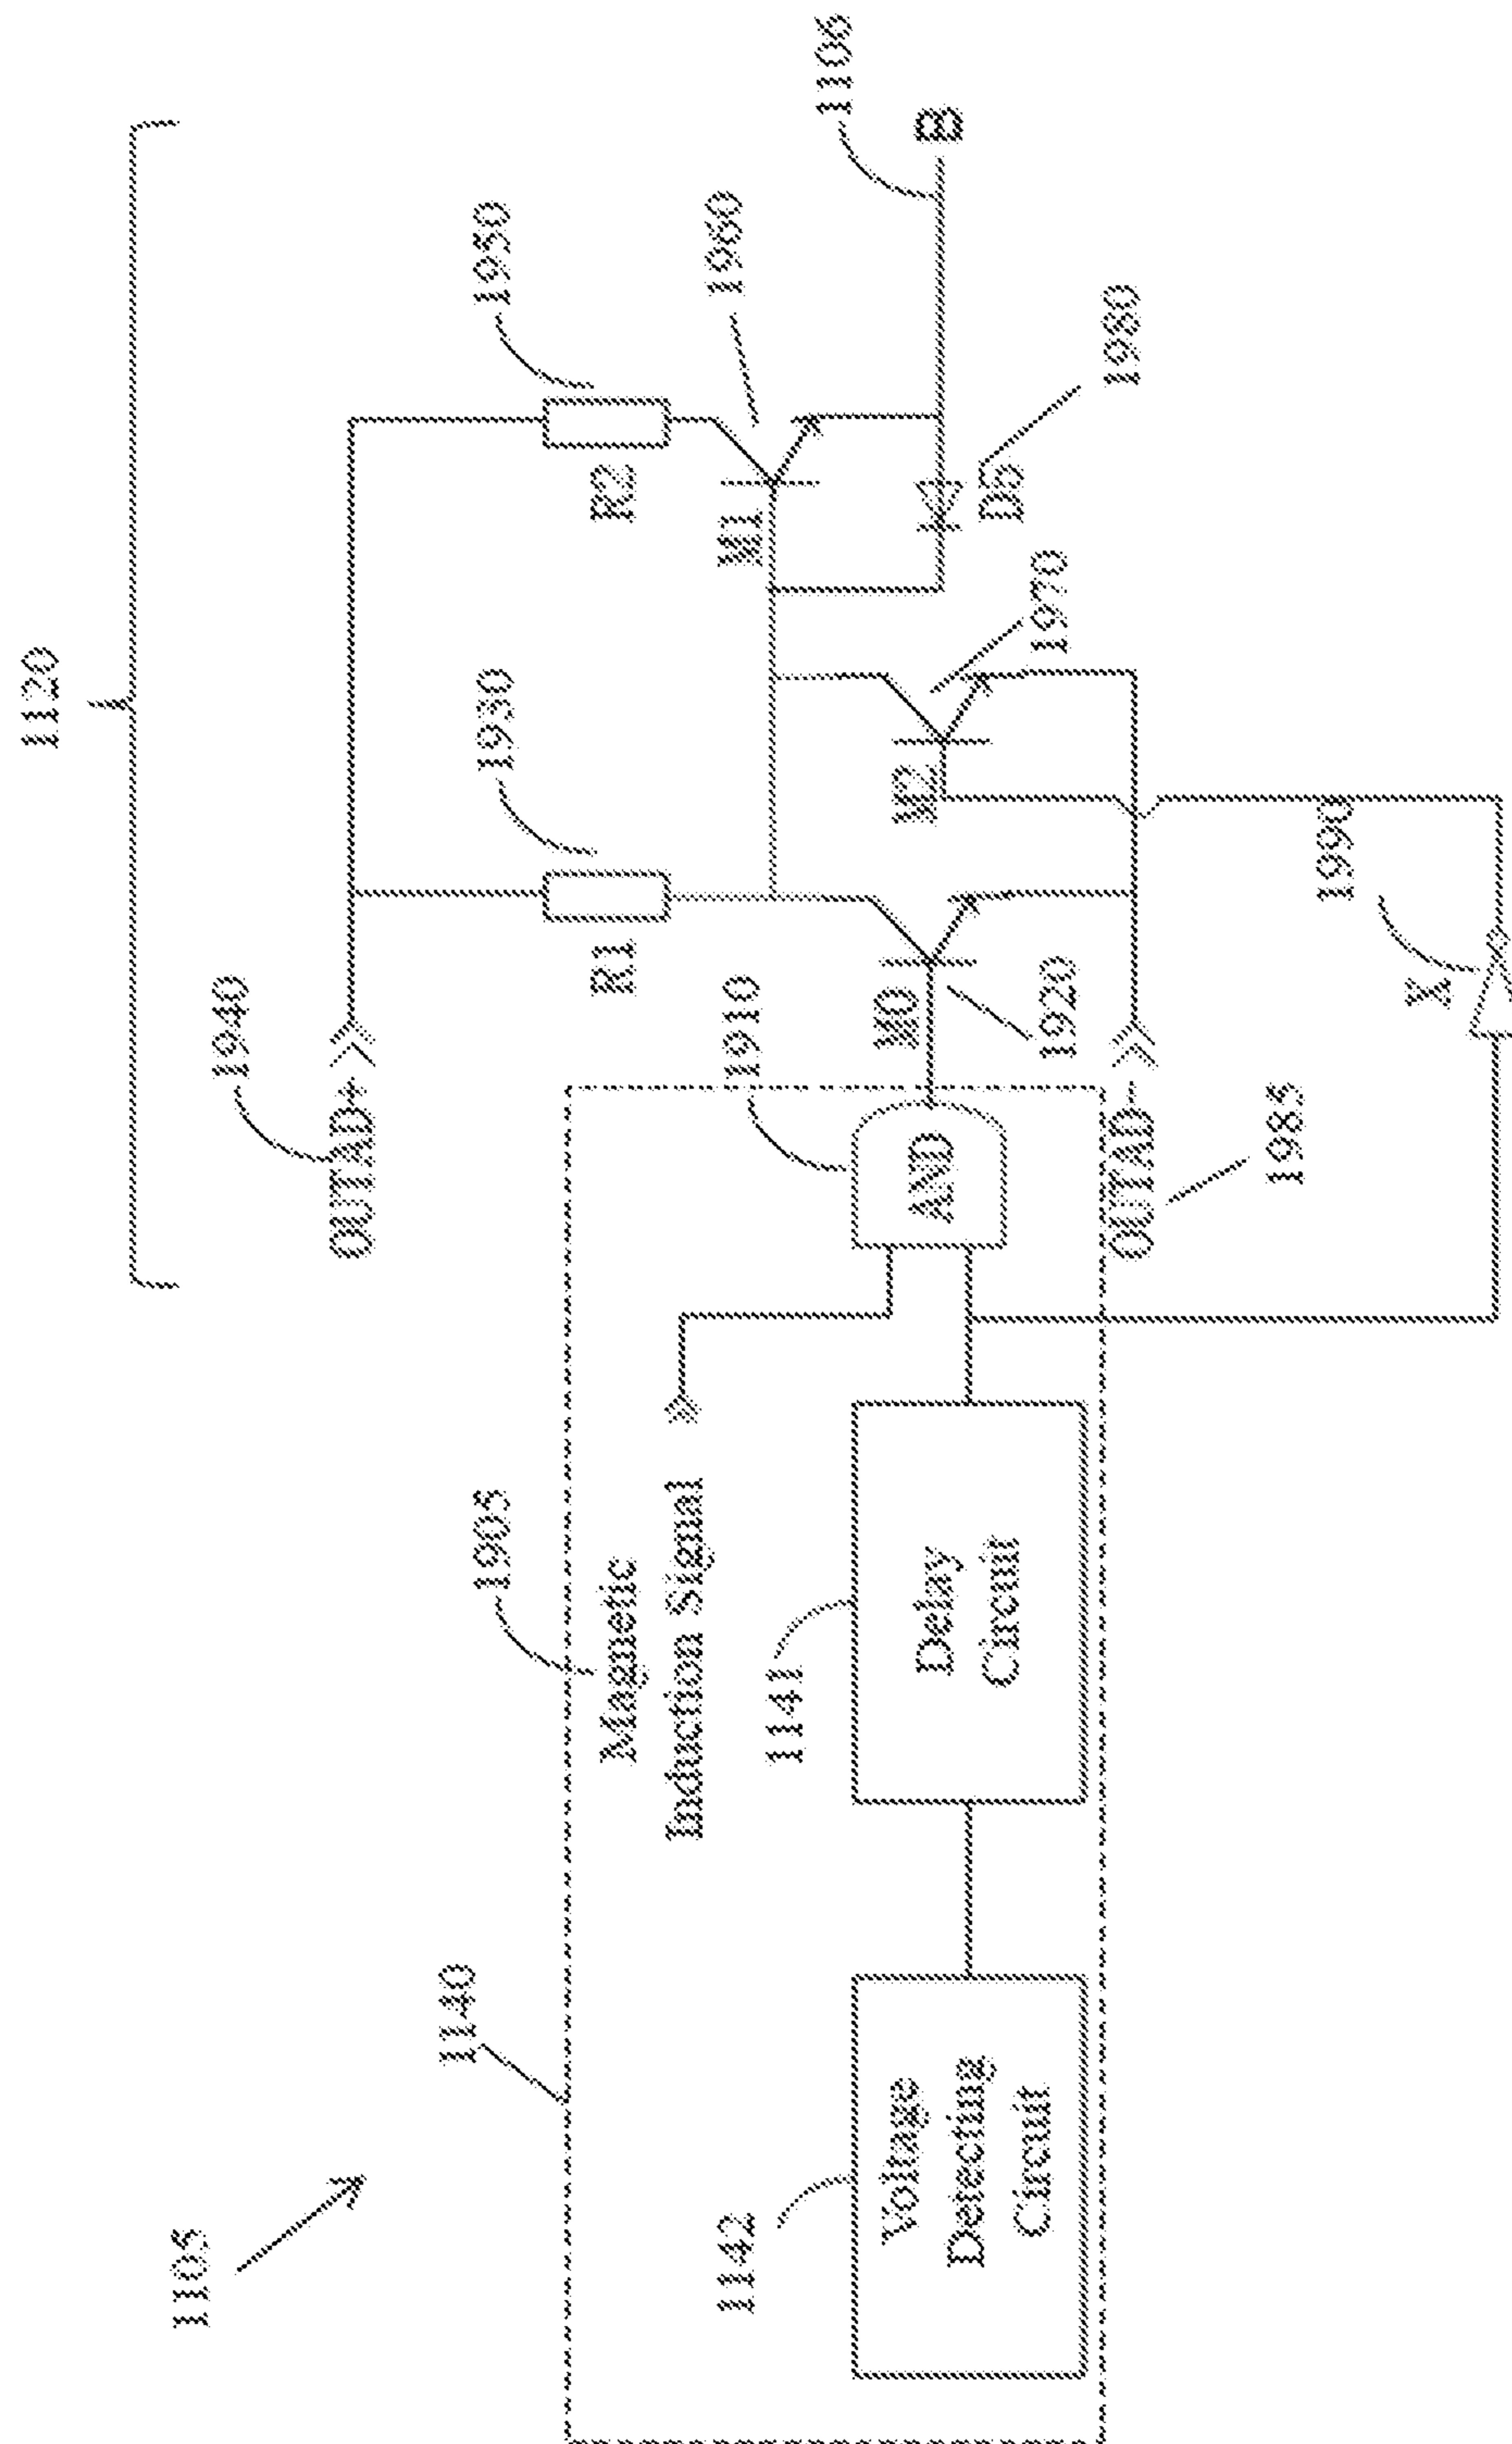 1105
1120
1140
1142
Voltage
Detecting
Circuit
1141
Delay
Circuit
1905
Magnetic
Induction Signal
1940
OUTAD+
1910
AND
OUTAD-
1985
R1
1930
M0
1920
R2
1950
M1
1960
M2
1970
D5
1980
1106
B
X
1990